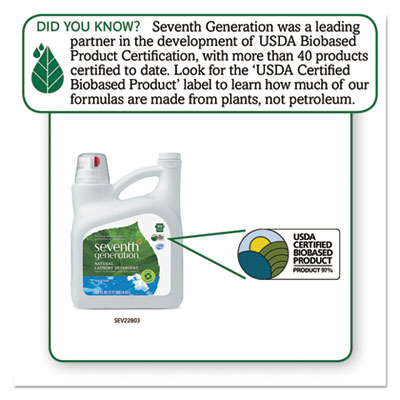 DID YOU KNOW? Seventh Generation was a leading
partner in the development of USDA Biobased
Product Certification, with more than 40 products
certified to date. Look for the ‘USDA Certified
Biobased Product’ label to learn how much of our
formulas are made from plants, not petroleum.
seventh
generation
NATURAL
LAUNDRY DETERGENT
USDA
CERTIFIED
BIOBASED
PRODUCT
PRODUCT 97%
SEV22803